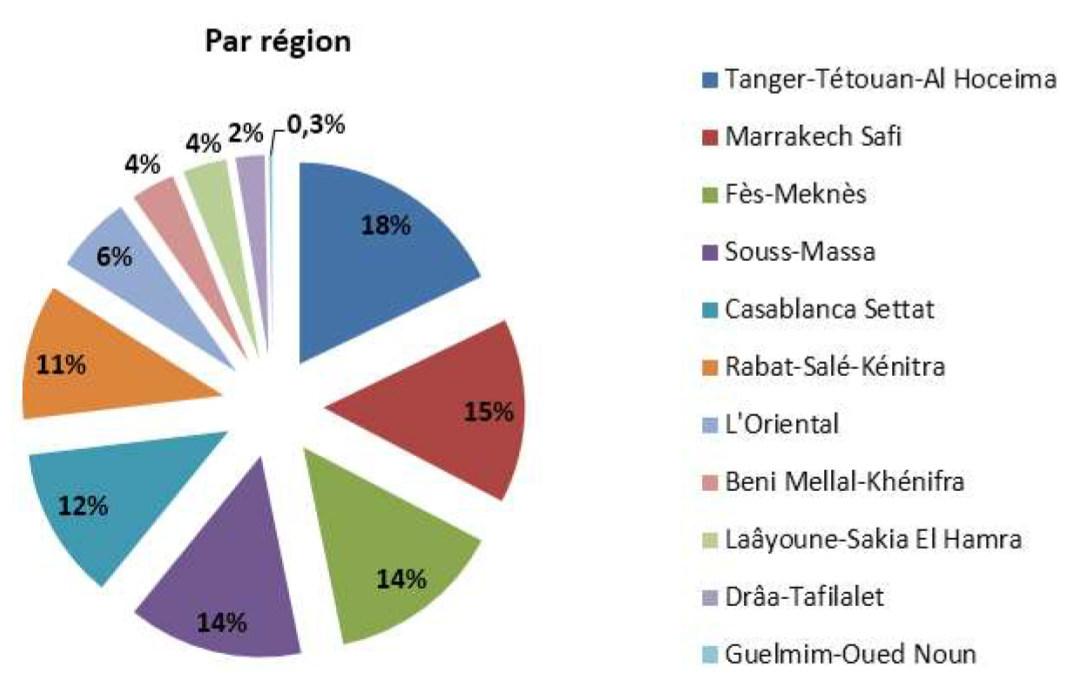 Par région
18%
15%
14%
14%
12%
11%
6%
4%
4%
2%
0,3%
Tanger-Tétouan-Al Hoceima
Marrakech Safi
Fès-Meknès
Souss-Massa
Casablanca Settat
Rabat-Salé-Kénitra
L'Oriental
Beni Mellal-Khénifra
Laâyoune-Sakia El Hamra
Drâa-Tafilalet
Guelmim-Oued Noun